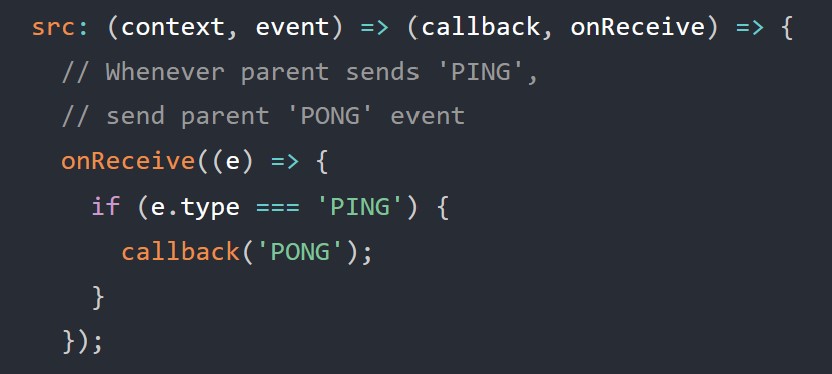 src: (context, event) => (callback, onReceive) => {
// Whenever parent sends 'PING',
// send parent 'PONG' event
onReceive((e) => {
if (e.type === 'PING') {
callback('PONG');
}
});